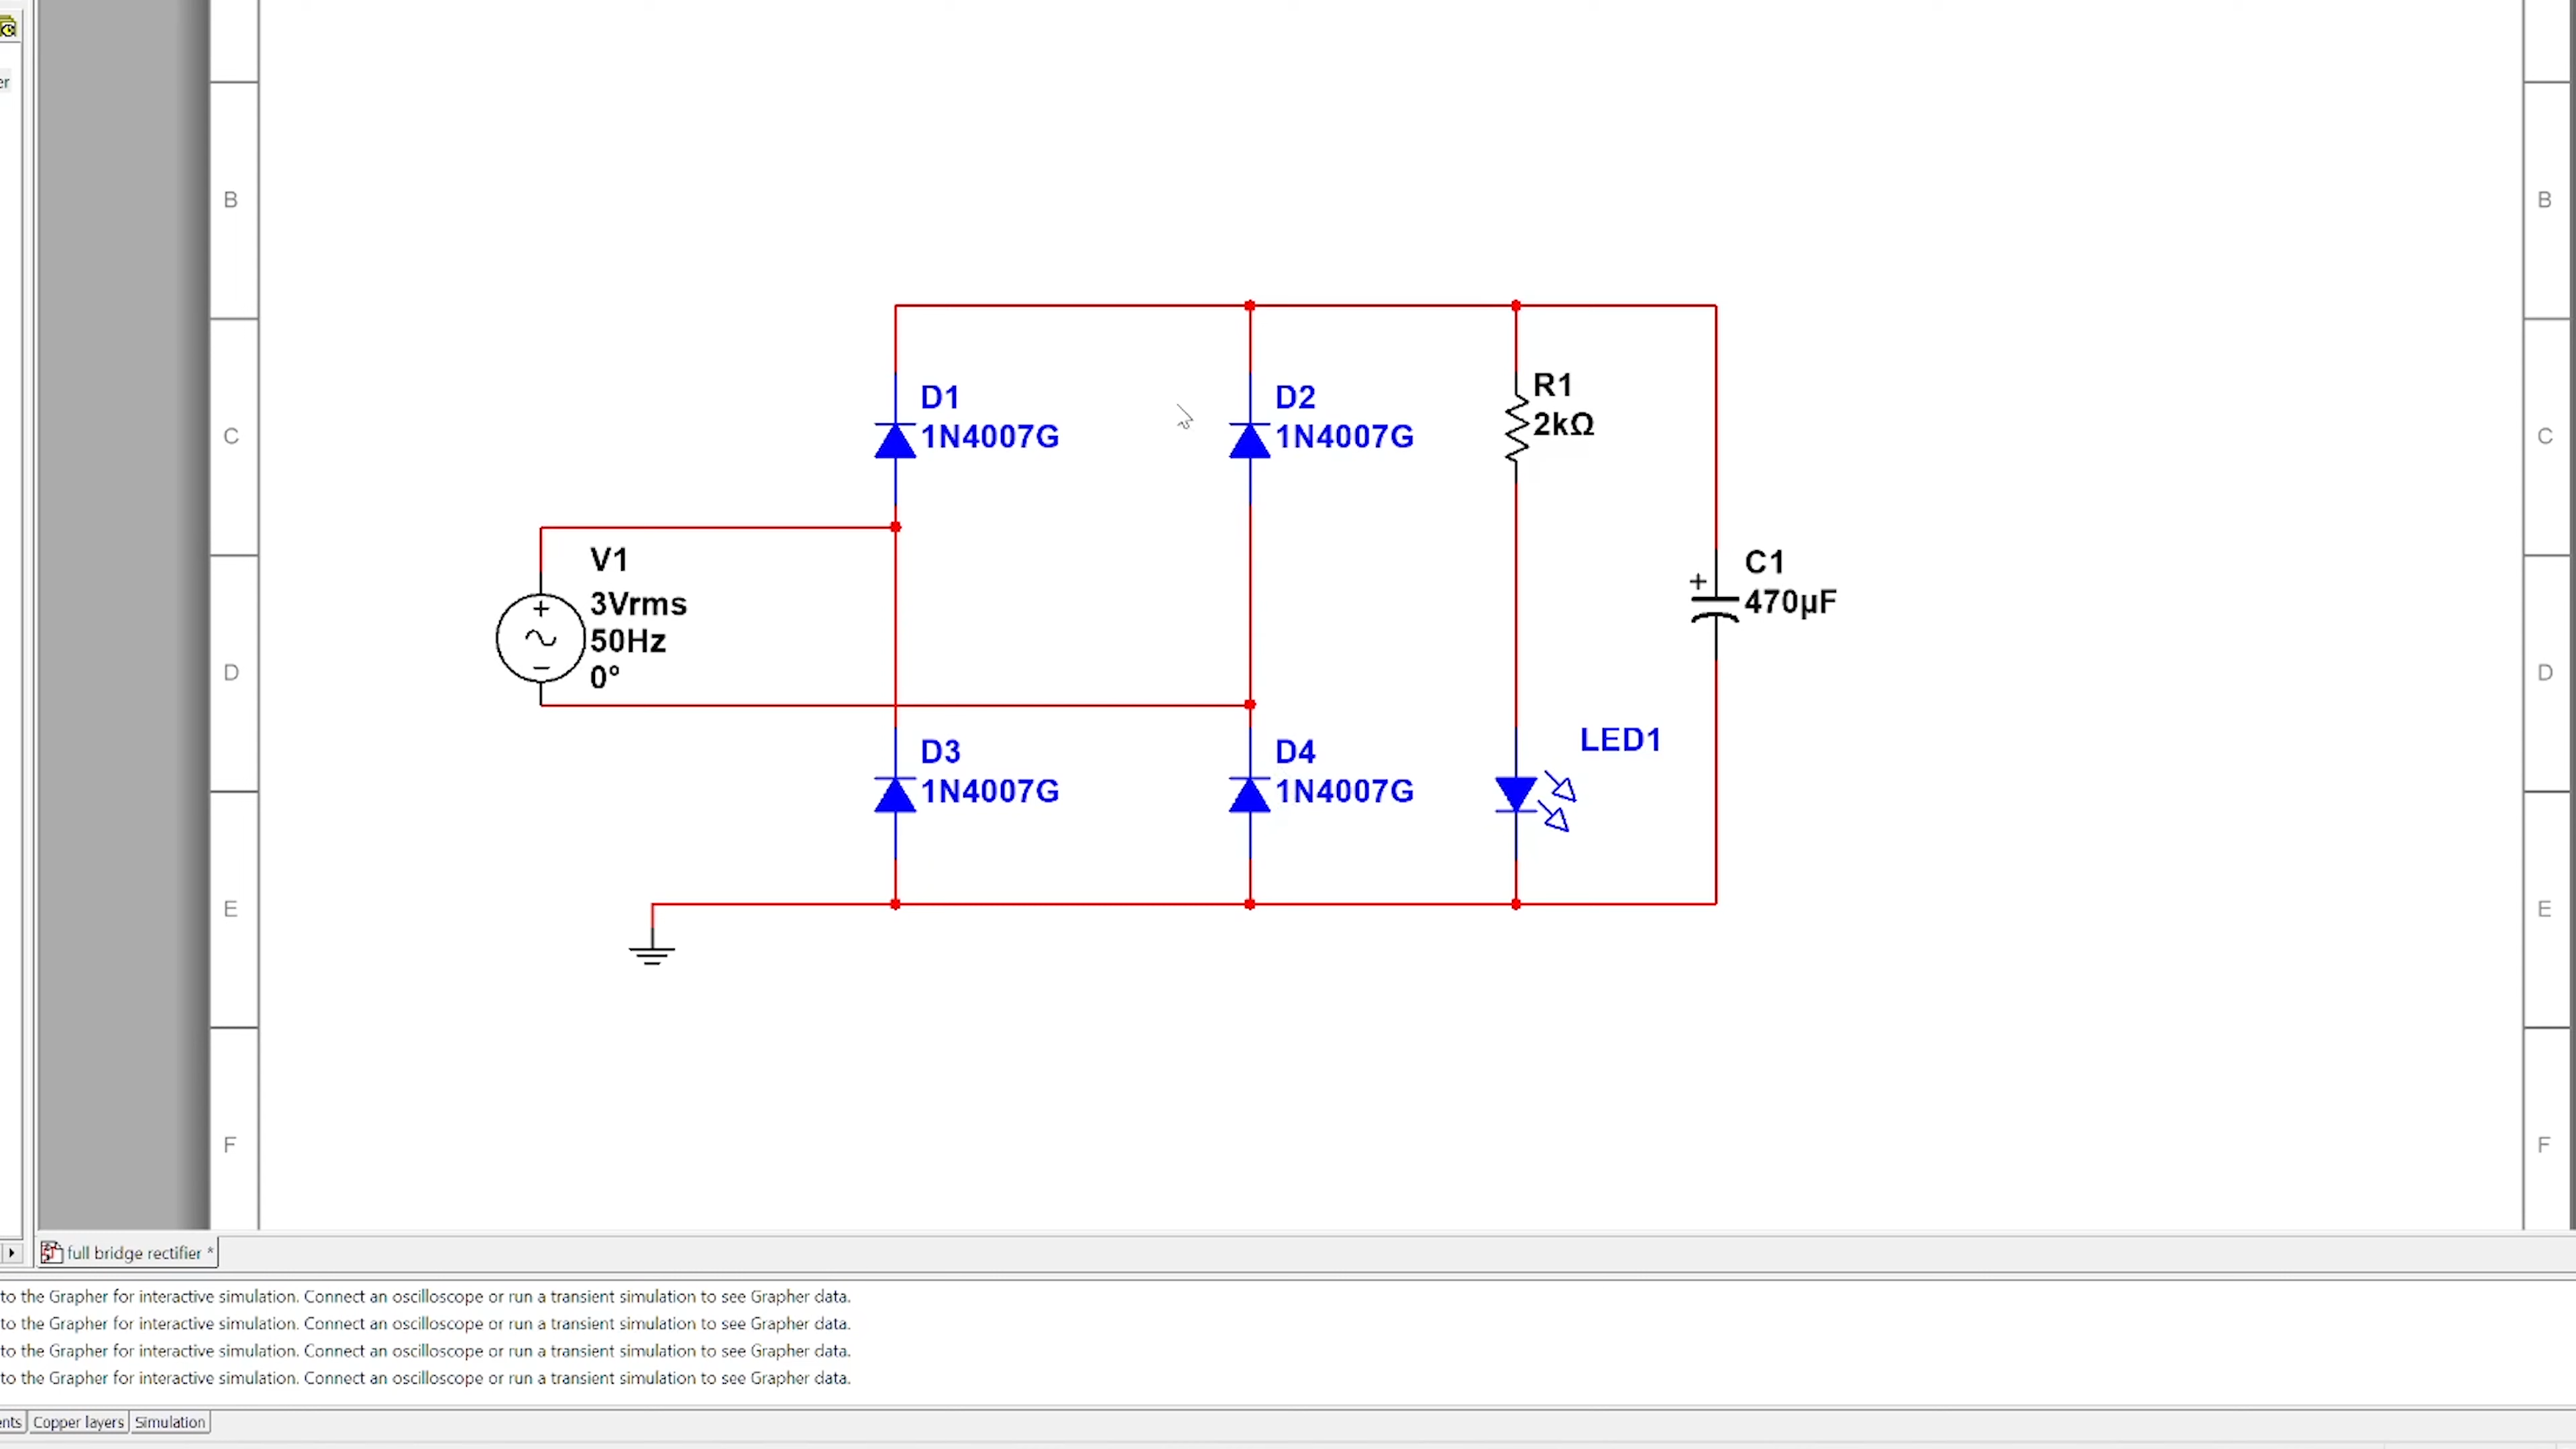 er
B
B
D1
1N4007G
D2
1N4007G
R1
2kΩ
C
C
V1
3Vrms
50Hz
0°
C1
470µF
D
D
D3
1N4007G
D4
1N4007G
LED1
E
E
F
F
full bridge rectifier *
to the Grapher for interactive simulation. Connect an oscilloscope or run a transient simulation to see Grapher data.
to the Grapher for interactive simulation. Connect an oscilloscope or run a transient simulation to see Grapher data.
to the Grapher for interactive simulation. Connect an oscilloscope or run a transient simulation to see Grapher data.
to the Grapher for interactive simulation. Connect an oscilloscope or run a transient simulation to see Grapher data.
ents Copper layers Simulation